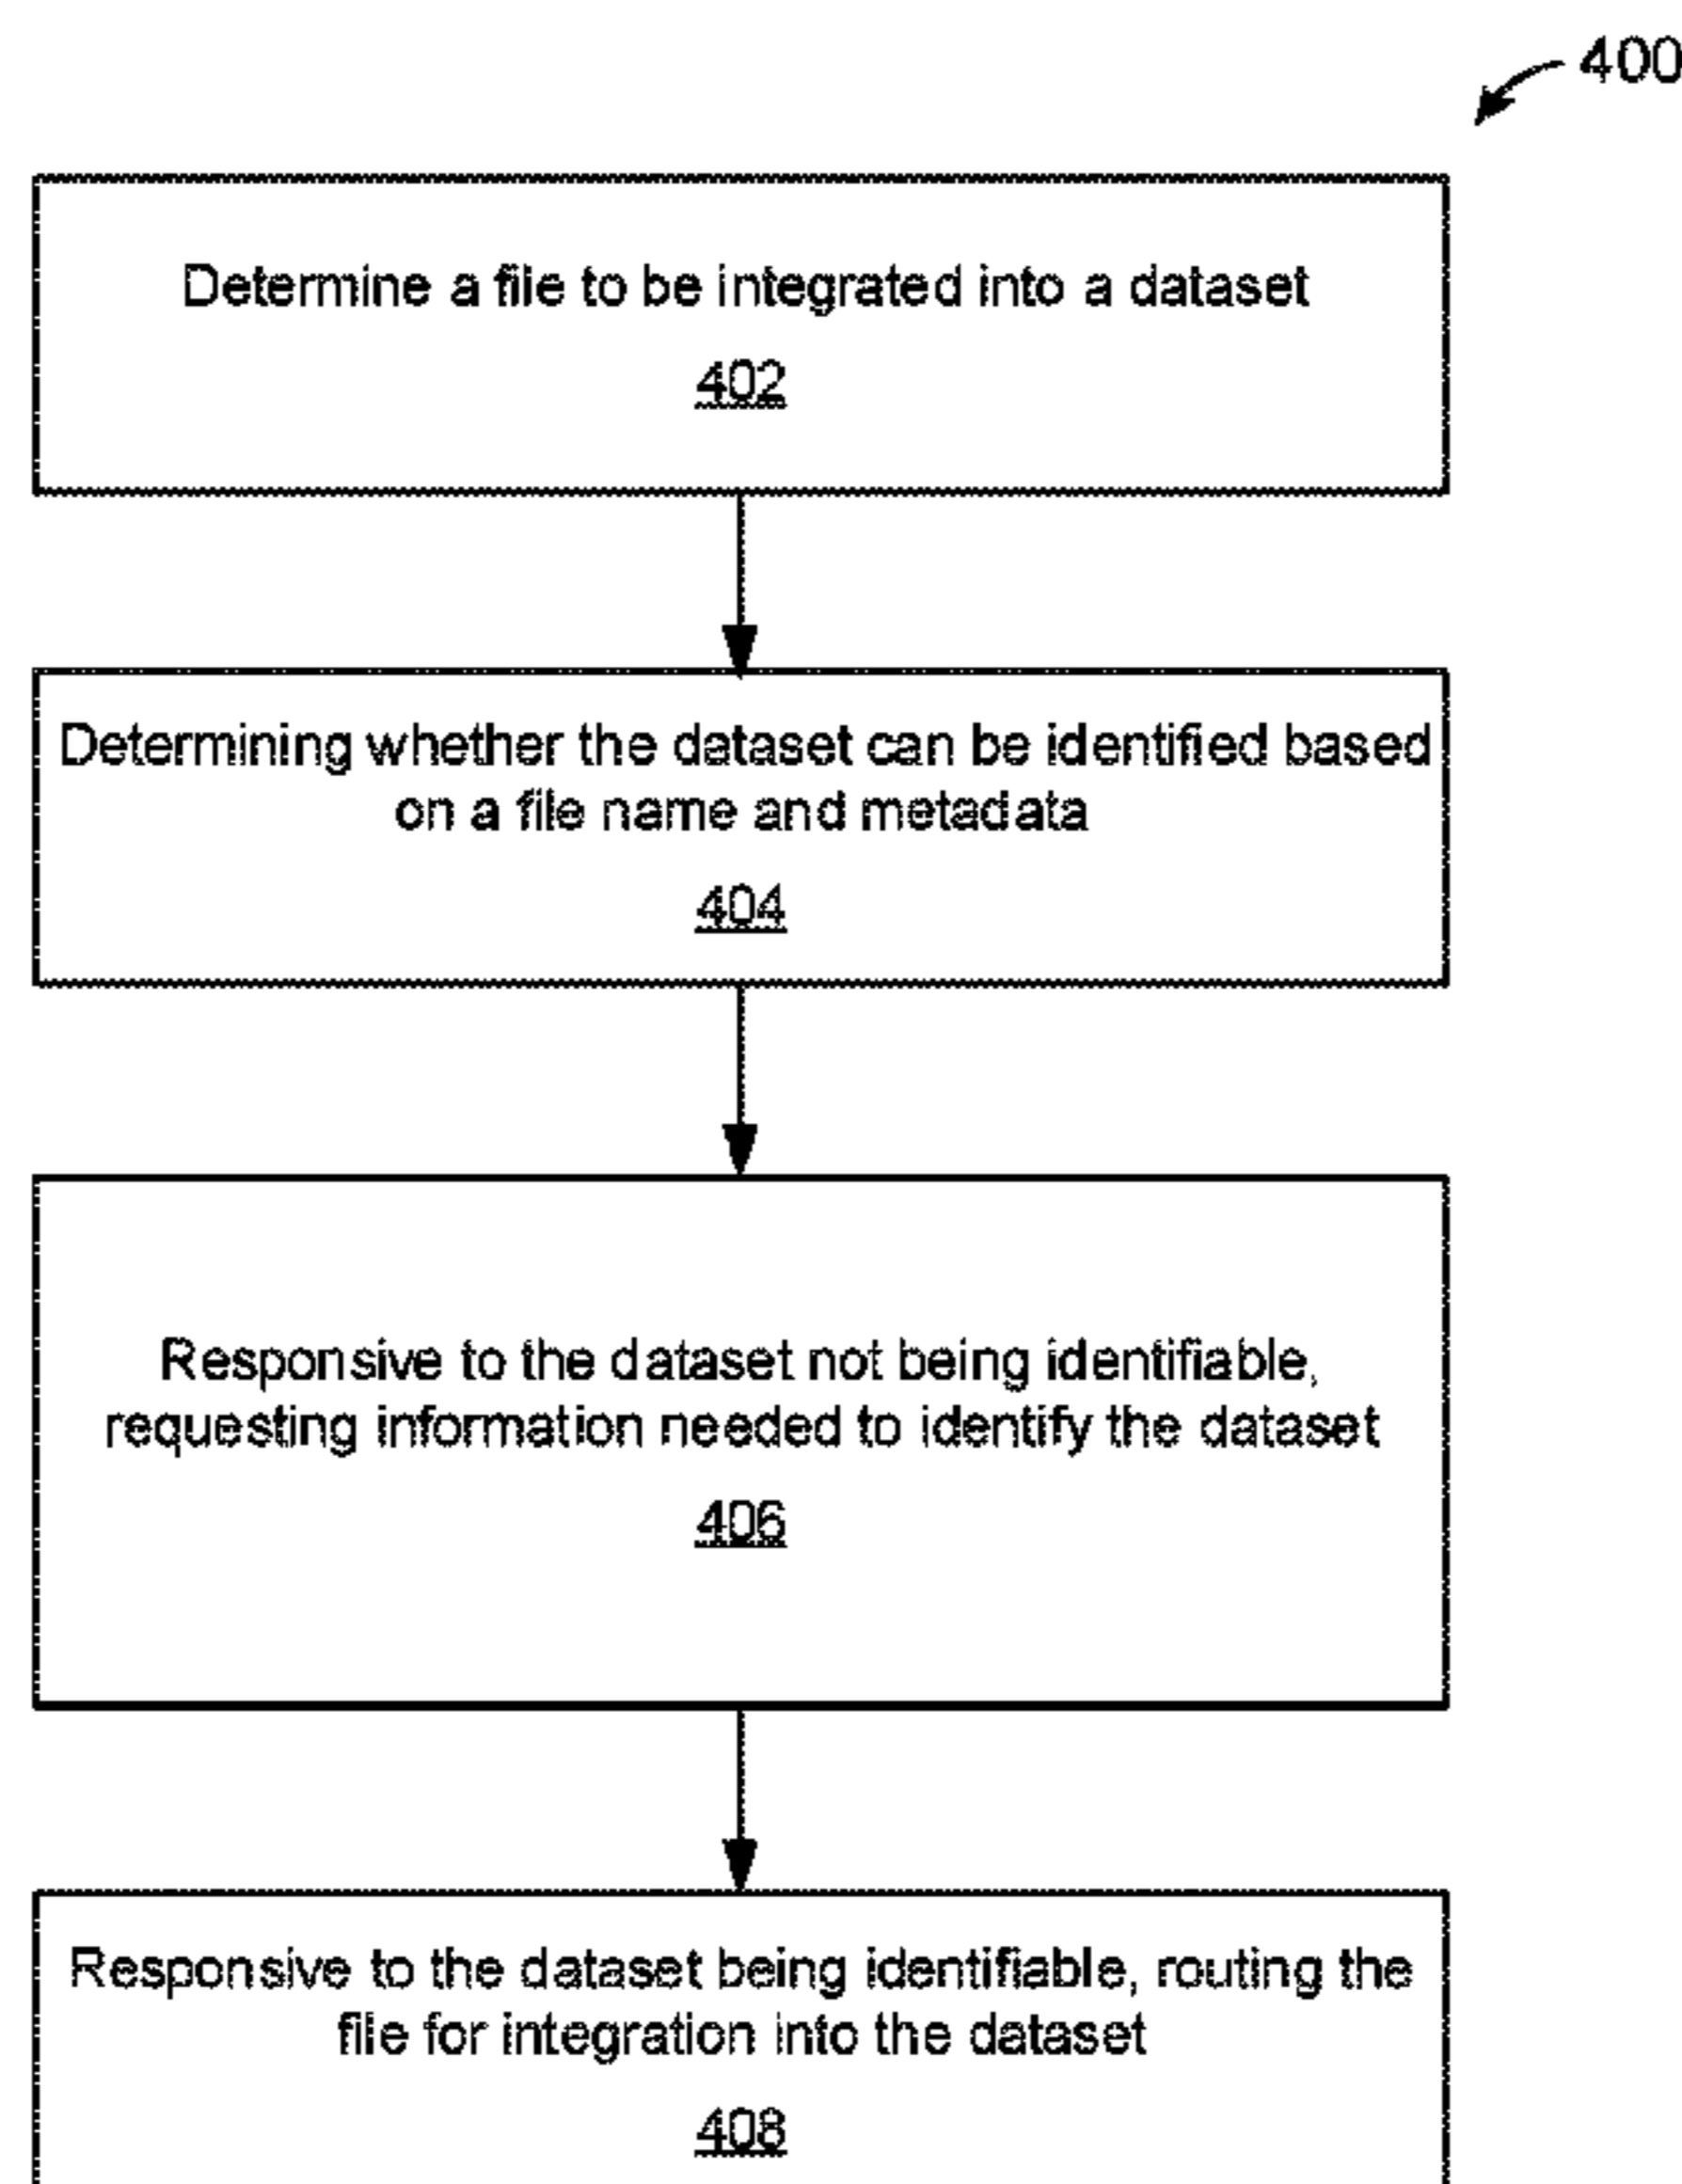 400
Determine a file to be integrated into a dataset
402
Determining whether the dataset can be identified based
on a file name and metadata
404
Responsive to the dataset not being identifiable,
requesting information needed to identify the dataset
406
Responsive to the dataset being identifiable, routing the
file for integration into the dataset
408